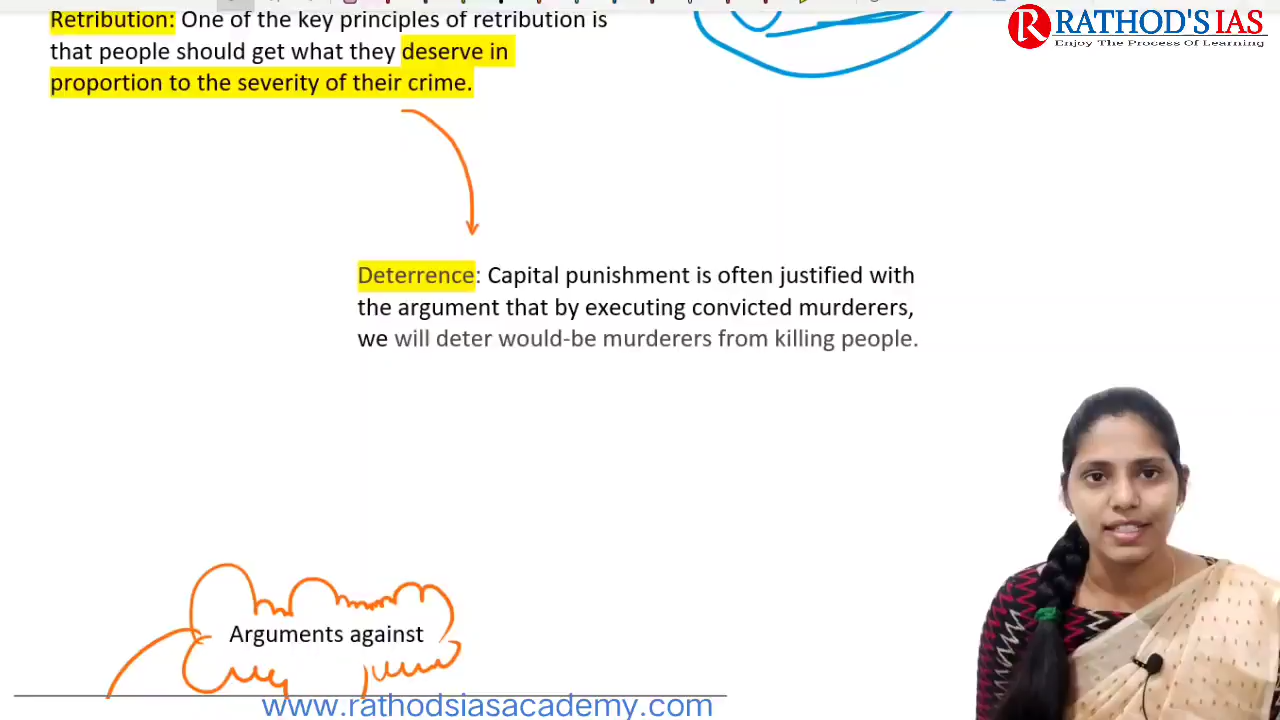 Retribution: One of the key principles of retribution is
that people should get what they deserve in
proportion to the severity of their crime.
R RATHOD'S IAS
Enjoy The Process Of Learning
Deterrence: Capital punishment is often justified with
the argument that by executing convicted murderers,
we will deter would-be murderers from killing people.
Arguments against
www.rathodsiasacademy.com